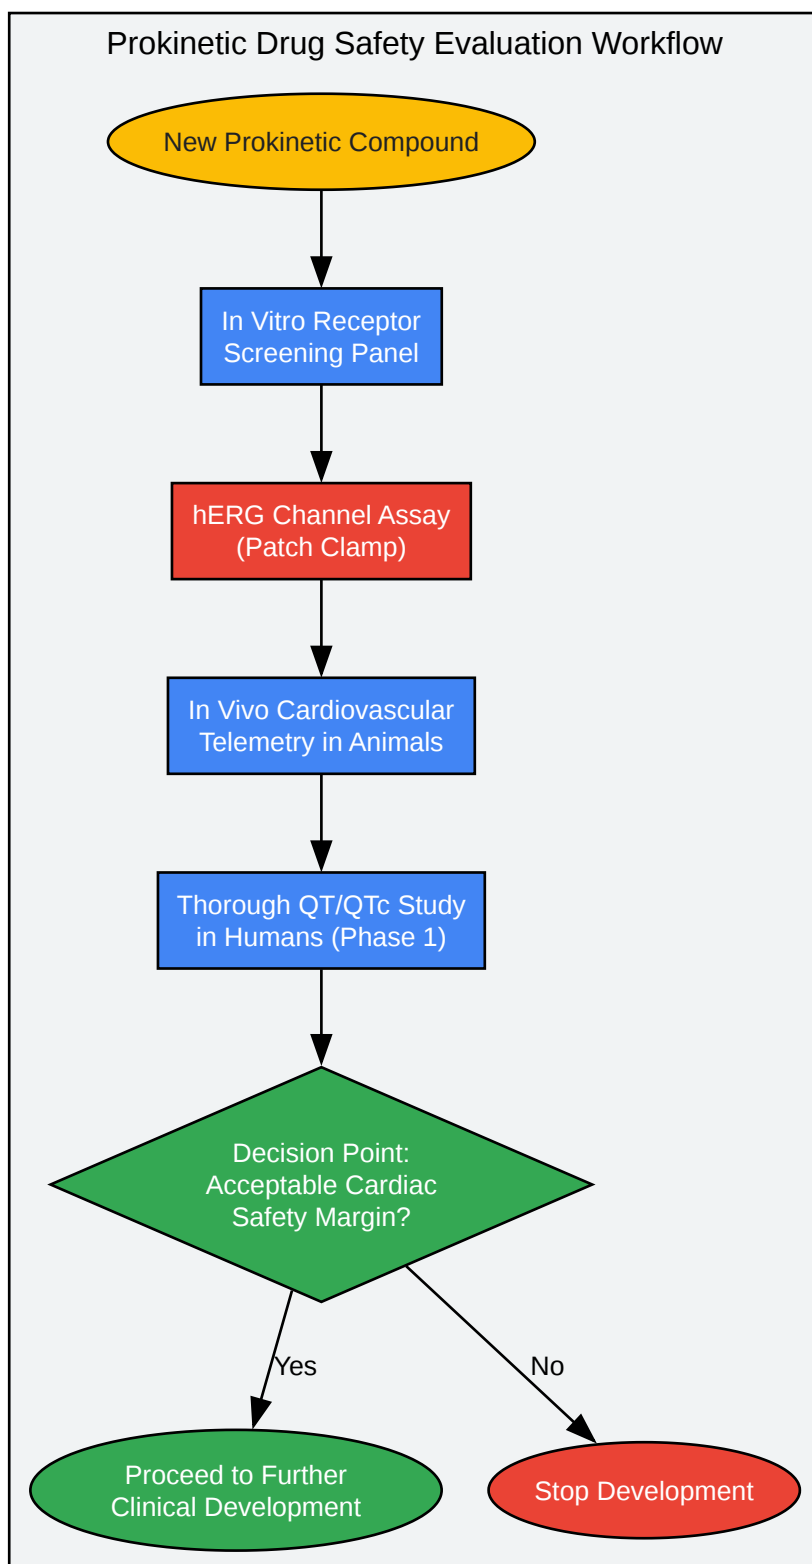 Prokinetic Drug Safety Evaluation Workflow
New Prokinetic Compound
In Vitro Receptor
Screening Panel
hERG Channel Assay
(Patch Clamp)
In Vivo Cardiovascular
Telemetry in Animals
Thorough QT/QTc Study
in Humans (Phase 1)
Decision Point:
Acceptable Cardiac
Safety Margin?
Yes
No
Proceed to Further
Clinical Development
Stop Development